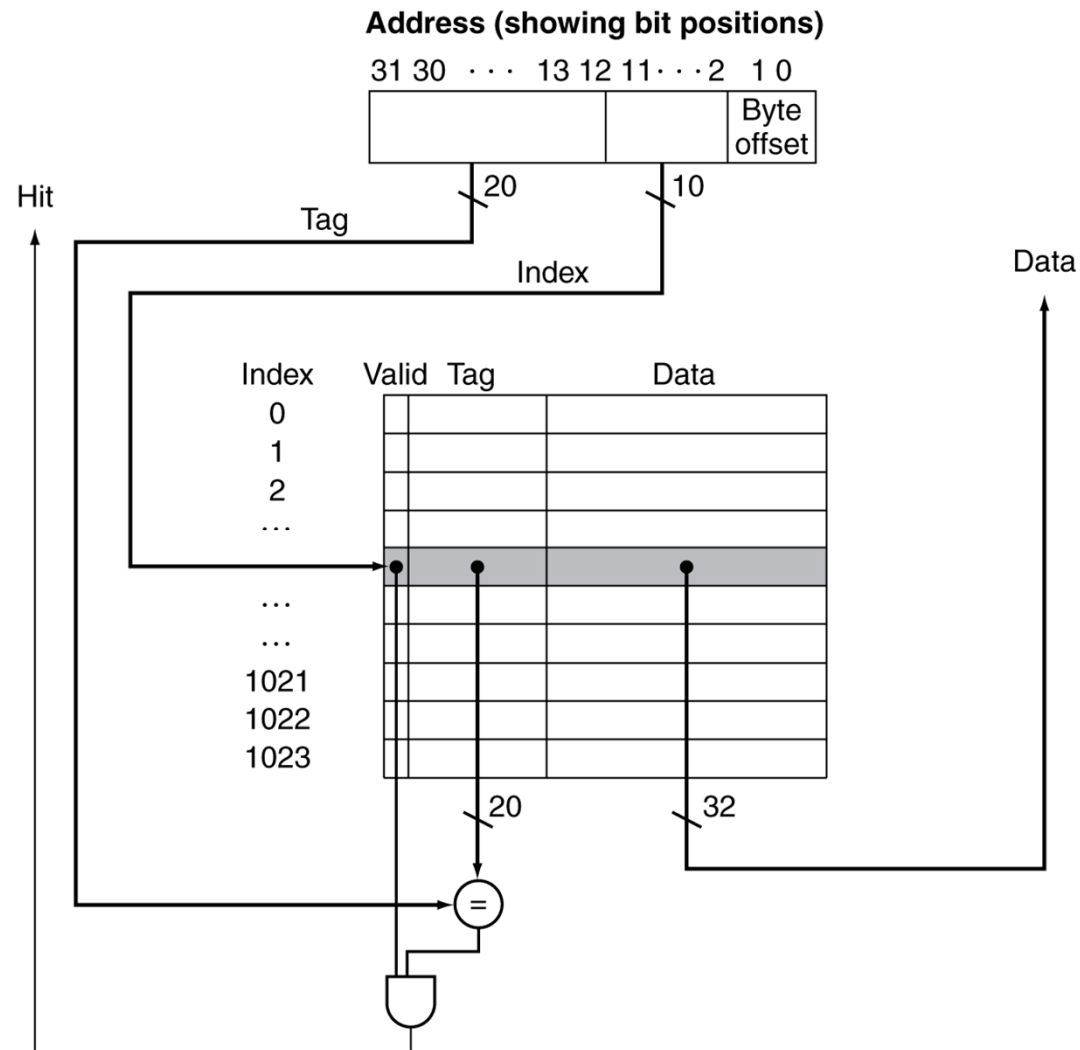 Address (showing bit positions)
31 30 · · · 13 12 11 · · · 2 1 0
Byte
offset
20 10
Hit
Tag
Index
Data
Index Valid Tag Data
0
1
2
...
...
...
1021
1022
1023
20 32
=